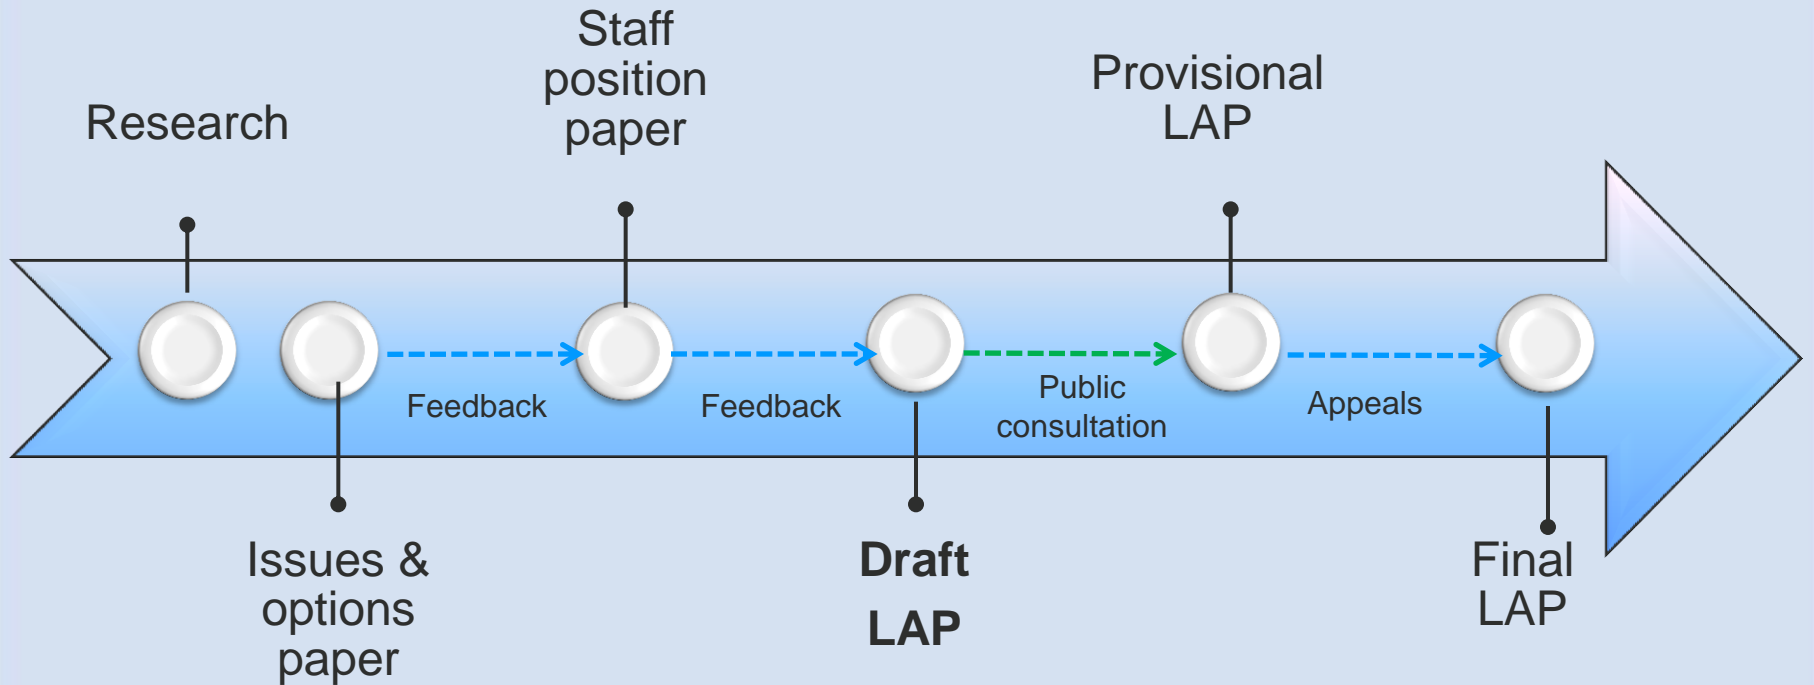 Research
Staff
position
paper
Provisional
LAP
Feedback
Feedback
Public
consultation
Appeals
Issues &
options
paper
Draft
LAP
Final
LAP